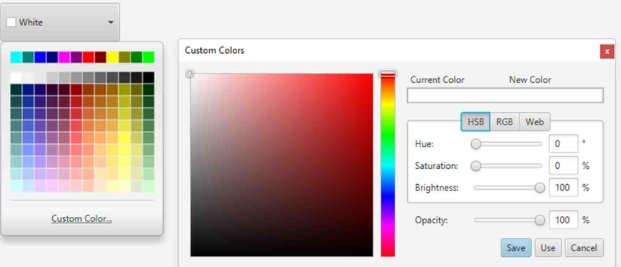 White
Custom Colors
x
Current Color New Color
HSB RGB Web
Hue: 0 °
Saturation: 0 %
Brightness: 100 %
Custom Color...
Opacity: 100 %
Save Use Cancel